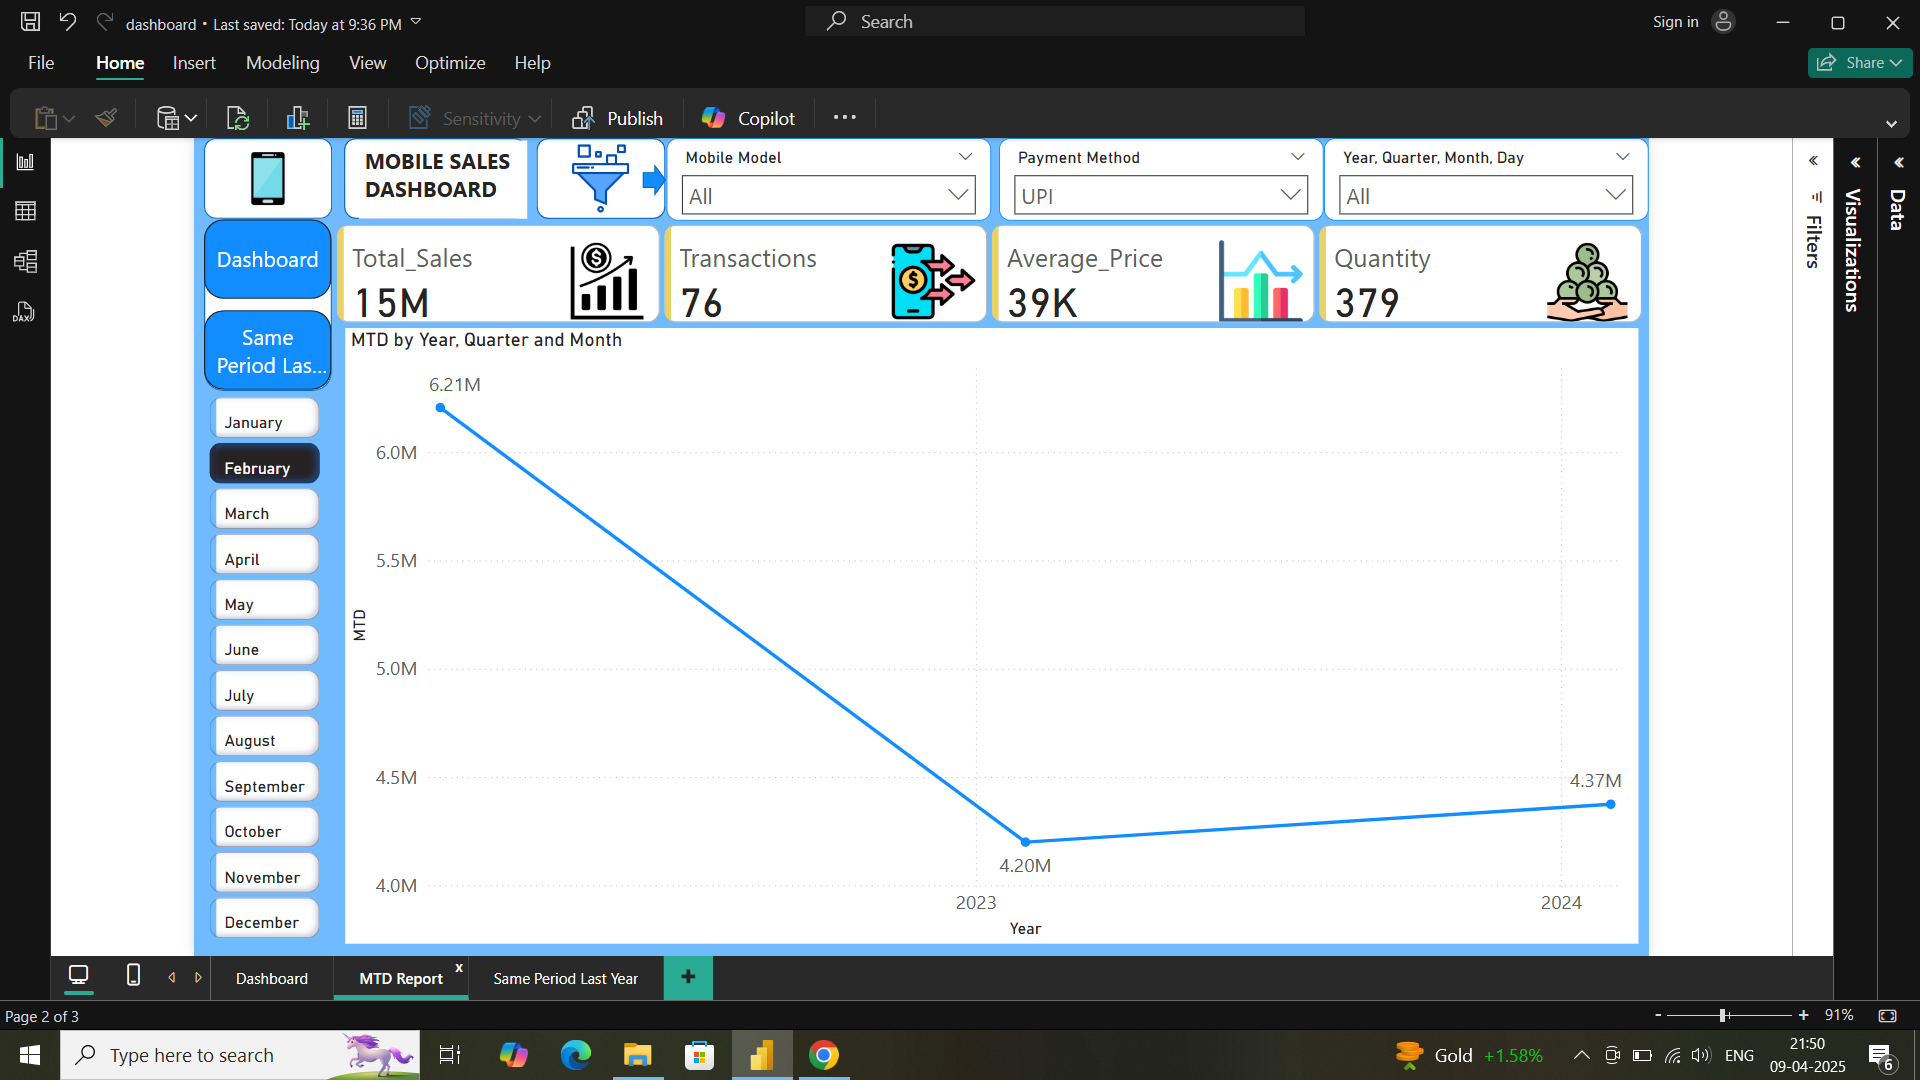 dashboard • Last saved: Today at 9:36 PM
Search
Sign in
File Home Insert Modeling View Optimize Help
Share
Sensitivity
Publish
Copilot
MOBILE SALES
DASHBOARD
Mobile Model
All
Payment Method
UPI
Year, Quarter, Month, Day
All
Filters
Visualizations
Data
DAX
Dashboard
Same
Period Las...
Total_Sales
15M
Transactions
76
Average_Price
39K
Quantity
379
January
February
March
April
May
June
July
August
September
October
November
December
MTD by Year, Quarter and Month
6.21M
6.0M
5.5M
5.0M
4.5M
4.0M
MTD
4.20M
4.37M
2023
2024
Year
Dashboard
MTD Report
x
Same Period Last Year
+
Page 2 of 3
- + 91%
Type here to search
Gold +1.58%
ENG
21:50
09-04-2025
6